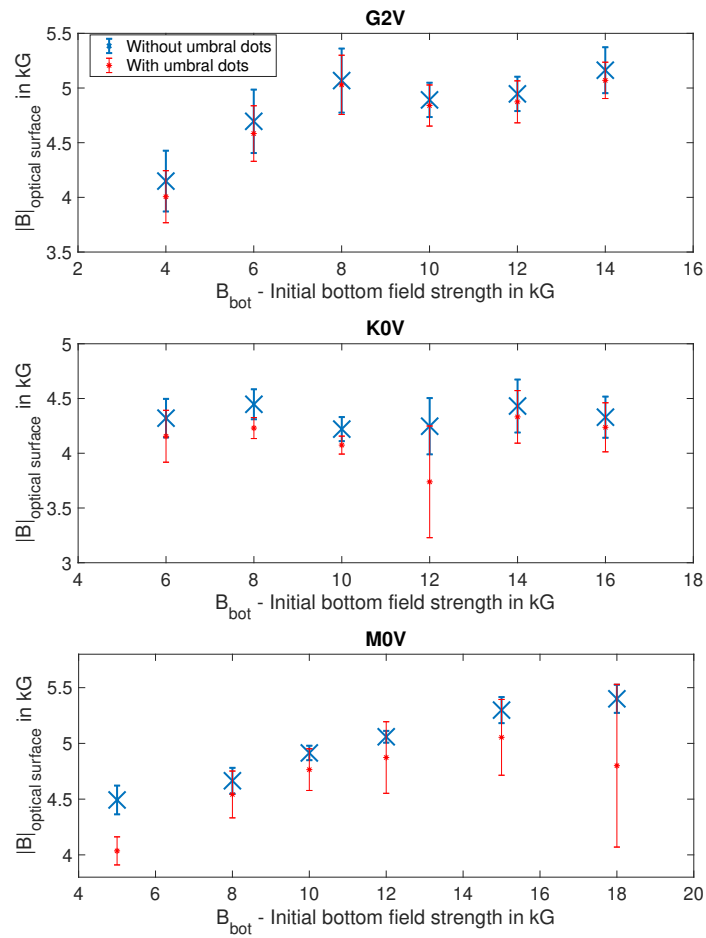 G2V
Without umbral dots
With umbral dots
5.5
5
4.5
4
3.5
|B|optical surface in kG
2 4 6 8 10 12 14 16
B_bot - Initial bottom field strength in kG
K0V
5
4.5
4
3.5
3
|B|optical surface in kG
4 6 8 10 12 14 16 18
B_bot - Initial bottom field strength in kG
M0V
5.5
5
4.5
4
|B|optical surface in kG
4 6 8 10 12 14 16 18 20
B_bot - Initial bottom field strength in kG